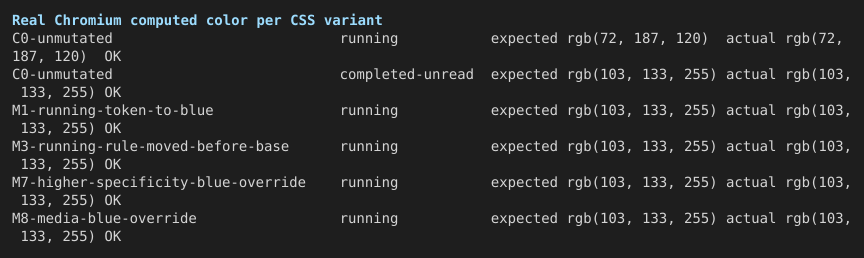 Real Chromium computed color per CSS variant
C0-unmutated                           running           expected rgb(72, 187, 120)  actual rgb(72,
187, 120)  OK
C0-unmutated                           completed-unread  expected rgb(103, 133, 255) actual rgb(103,
 133, 255) OK
M1-running-token-to-blue               running           expected rgb(103, 133, 255) actual rgb(103,
 133, 255) OK
M3-running-rule-moved-before-base      running           expected rgb(103, 133, 255) actual rgb(103,
 133, 255) OK
M7-higher-specificity-blue-override    running           expected rgb(103, 133, 255) actual rgb(103,
 133, 255) OK
M8-media-blue-override                 running           expected rgb(103, 133, 255) actual rgb(103,
 133, 255) OK